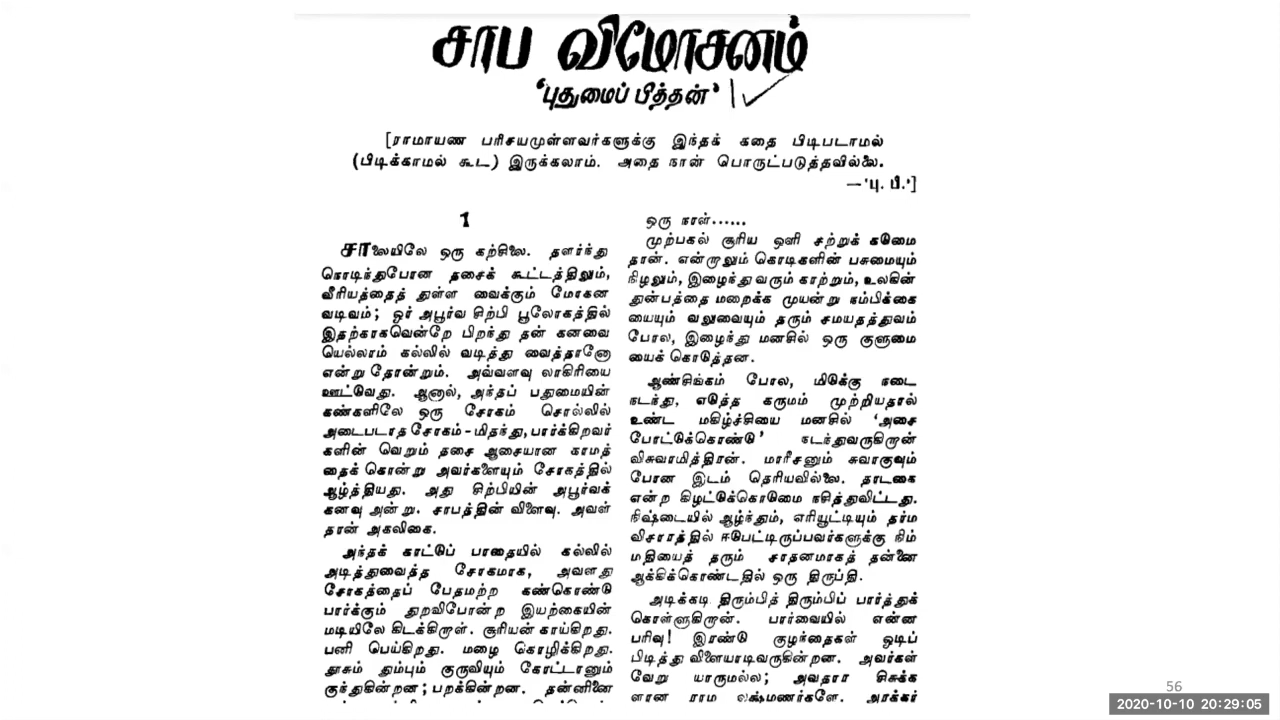 சாப விமோசனம்
‘புதுமைப் பித்தன்’
[ராமாயண பரிசயமுள்ளவர்களுக்கு இந்தக் கதை பிடிபடாமல்
(பிடிக்காமல் கூட) இருக்கலாம். அதை நான் பொருட்படுத்தவில்லை.
—‘பு. பி.’]
1
சாலையிலே ஒரு கற்சிலை. தளர்ந்து
நொடிந்துபோன தசைக் கூட்டத்திலும்,
வீரியத்தைத் துள்ள வைக்கும் மோகன
வடிவம்; ஓர் அபூர்வ சிற்பி பூலோகத்தில்
இதற்காகவென்றே பிறந்து தன் கனவை
யெல்லாம் கல்லில் வடித்து வைத்தானோ
என்று தோன்றும். அவ்வளவு லாகிரியை
ஊட்டுவது. ஆனால், அந்தப் பதுமையின்
கண்களிலே ஒரு சோகம் சொல்லில்
அடைபடாத சோகம்-மிதந்து, பார்க்கிறவர்
களின் வெறும் தசை ஆசையான காமத்
தைக் கொன்று அவர்களையும் சோகத்தில்
ஆழ்த்தியது. அது சிற்பியின் அபூர்வக்
கனவு அன்று. சாபத்தின் விளைவு. அவள்
தான் அகலிகை.
அந்தக் காட்டுப் பாதையில் கல்லில்
அடித்துவைத்த சோகமாக, அவளது
சோகத்தைப் பேதமற்ற கண்கொண்டு
பார்க்கும் துறவிபோன்ற இயற்கையின்
மடியிலே கிடக்கிறாள். சூரியன் காய்கிறது.
பனி பெய்கிறது. மழை கொழிக்கிறது.
தூசும் தும்பும் குருவியும் கோட்டானும்
குந்துகின்றன; பறக்கின்றன. தன்னினை
ஒரு நாள்......
முற்பகல் சூரிய ஒளி சற்றுக் கடுமை
தான். என்றாலும் கொடிகளின் பசுமையும்
நிழலும், இழைந்து வரும் காற்றும், உலகின்
துன்பத்தை மறைக்க முயன்று நம்பிக்கை
யையும் வலுவையும் தரும் சமயதத்துவம்
போல, இழைந்து மனசில் ஒரு குளுமை
யைக் கொடுத்தன.
ஆண்சிங்கம் போல, மிடுக்கு நடை
நடந்து, எடுத்த கருமம் முற்றியதால்
உண்ட மகிழ்ச்சியை மனசில் ‘அசை
போட்டுக்கொண்டு’ நடந்துவருகிறான்
விசுவாமித்திரன். மாரீசனும் சுவாகுவும்
போன இடம் தெரியவில்லை. தாடகை
என்ற கிழட்டுக்கொடுமை நசித்துவிட்டது.
நிஷ்டையில் ஆழ்ந்தும், எரியூட்டியும் தர்ம
விசாரத்தில் ஈடுபட்டிருப்பவர்களுக்கு நிம்
மதியைத் தரும் சாதனமாகத் தன்னை
ஆக்கிக்கொண்டதில் ஒரு திருப்தி.
அடிக்கடி திரும்பித் திரும்பிப் பார்த்துக்
கொள்ளுகிறான். பார்வையில் என்ன
பரிவு! இரண்டு குழந்தைகள் ஓடிப்
பிடித்து விளையாடிவருகின்றன. அவர்கள்
வேறு யாருமல்ல; அவதார சிசுக்க
ளான ராம லக்ஷ்மணர்களே. அரக்கர்
56
2020-10-10 20:29:05